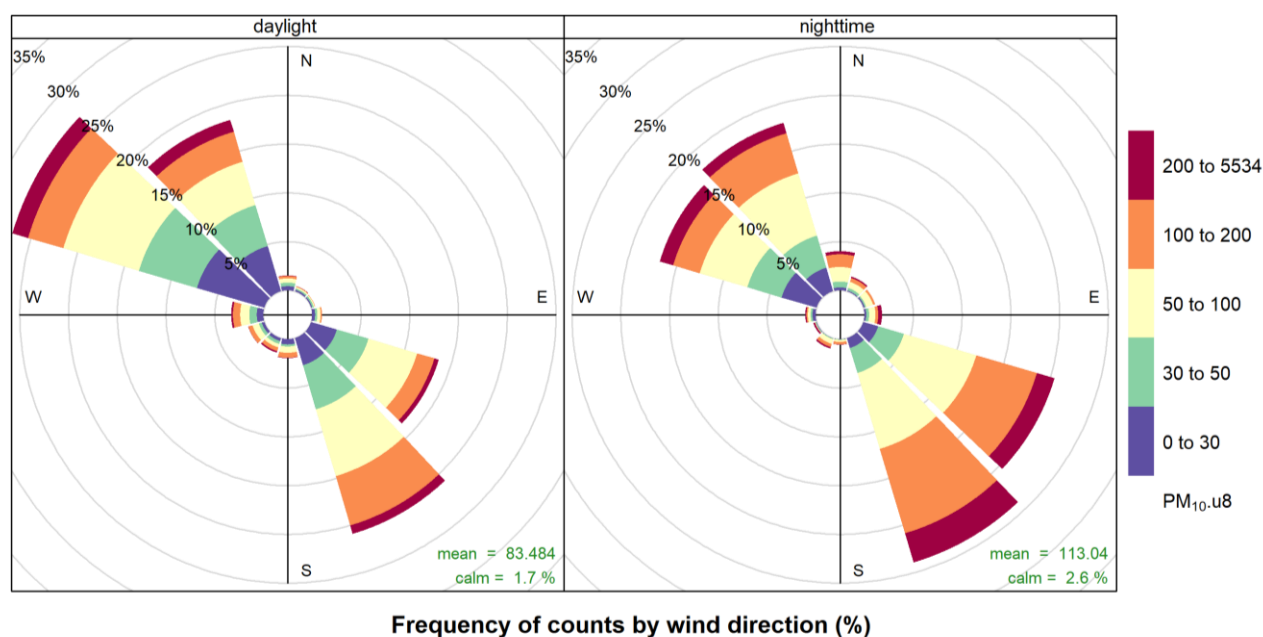 daylight
nighttime
35%
30%
25%
20%
15%
10%
5%
N
W
E
S
mean = 83.484
calm = 1.7 %
35%
30%
25%
20%
15%
10%
5%
N
W
E
S
mean = 113.04
calm = 2.6 %
200 to 5534
100 to 200
50 to 100
30 to 50
0 to 30
PM₁₀.u8
Frequency of counts by wind direction (%)